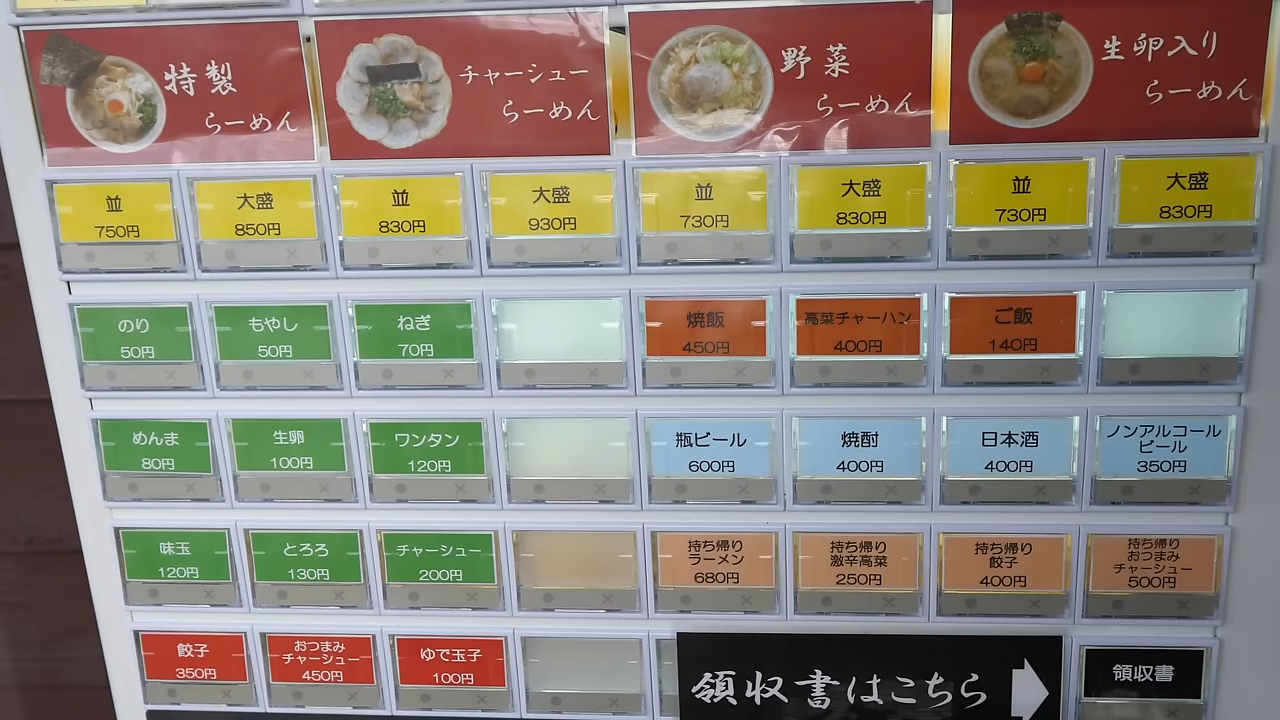 特製
らーめん
チャーシュー
らーめん
野菜
らーめん
生卵入り
らーめん
並
750円
大盛
850円
並
830円
大盛
930円
並
730円
大盛
830円
並
730円
大盛
830円
のり
50円
もやし
50円
ねぎ
70円
焼飯
450円
高菜チャーハン
400円
ご飯
140円
めんま
80円
生卵
100円
ワンタン
120円
瓶ビール
600円
焼酎
400円
日本酒
400円
ノンアルコール
ビール
350円
味玉
120円
とろろ
130円
チャーシュー
200円
持ち帰り
ラーメン
680円
持ち帰り
激辛高菜
250円
持ち帰り
餃子
400円
持ち帰り
おつまみ
チャーシュー
500円
餃子
350円
おつまみ
チャーシュー
450円
ゆで玉子
100円
領収書はこちら
領収書